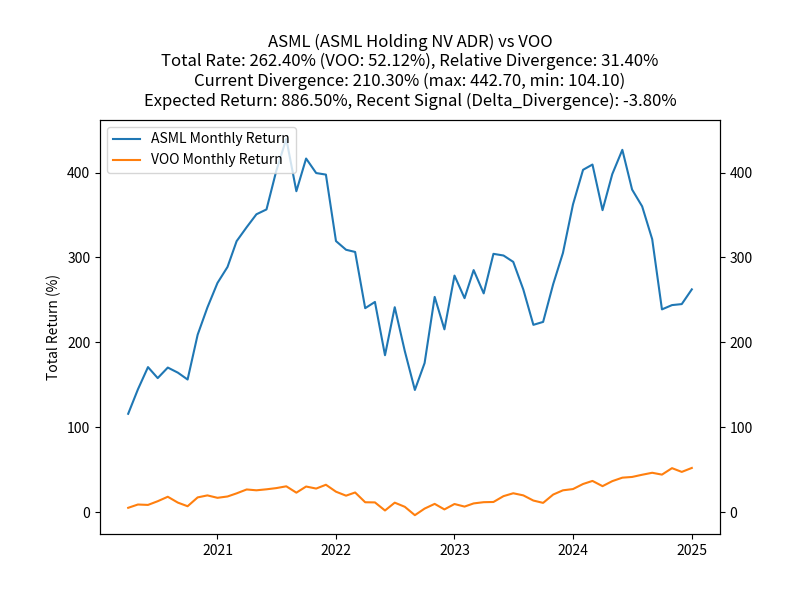 ASML (ASML Holding NV ADR) vs VOO
Total Rate: 262.40% (VOO: 52.12%), Relative Divergence: 31.40%
Current Divergence: 210.30% (max: 442.70, min: 104.10)
Expected Return: 886.50%, Recent Signal (Delta_Divergence): -3.80%
ASML Monthly Return
VOO Monthly Return
Total Return (%)
400
300
200
100
0
400
300
200
100
0
2021
2022
2023
2024
2025